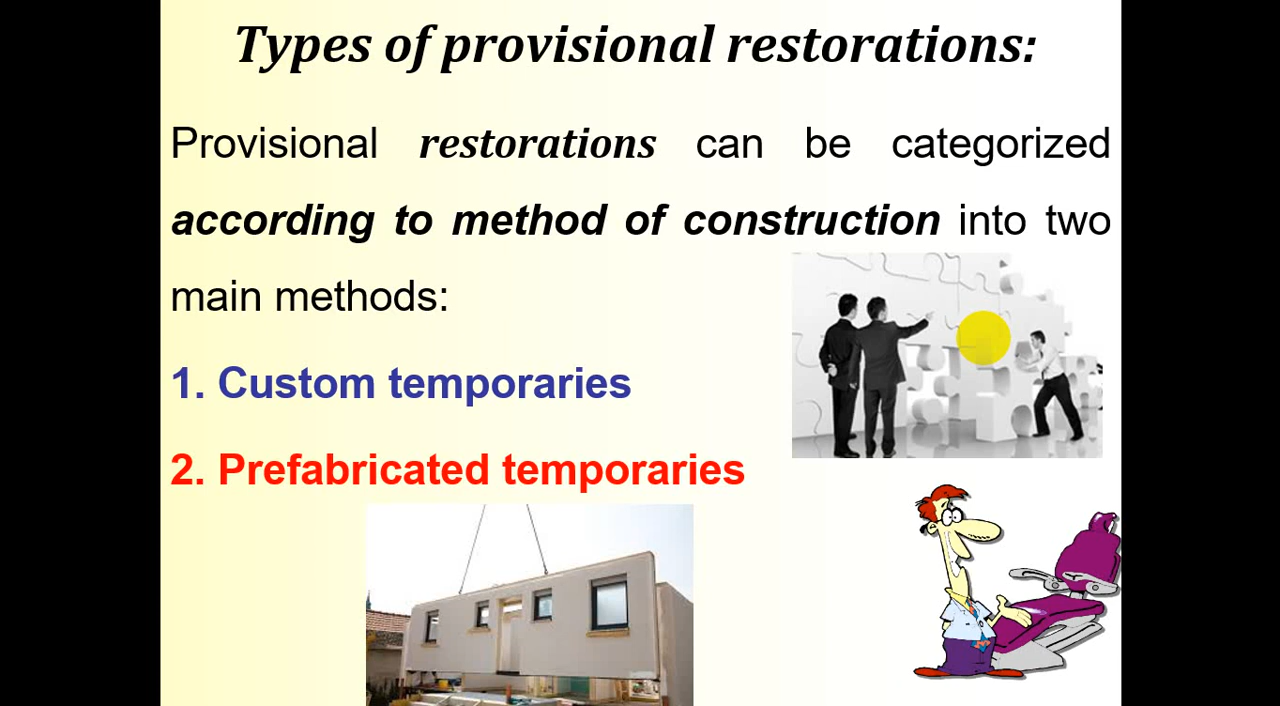 Types of provisional restorations:
Provisional restorations can be categorized
according to method of construction into two
main methods:
1. Custom temporaries
2. Prefabricated temporaries